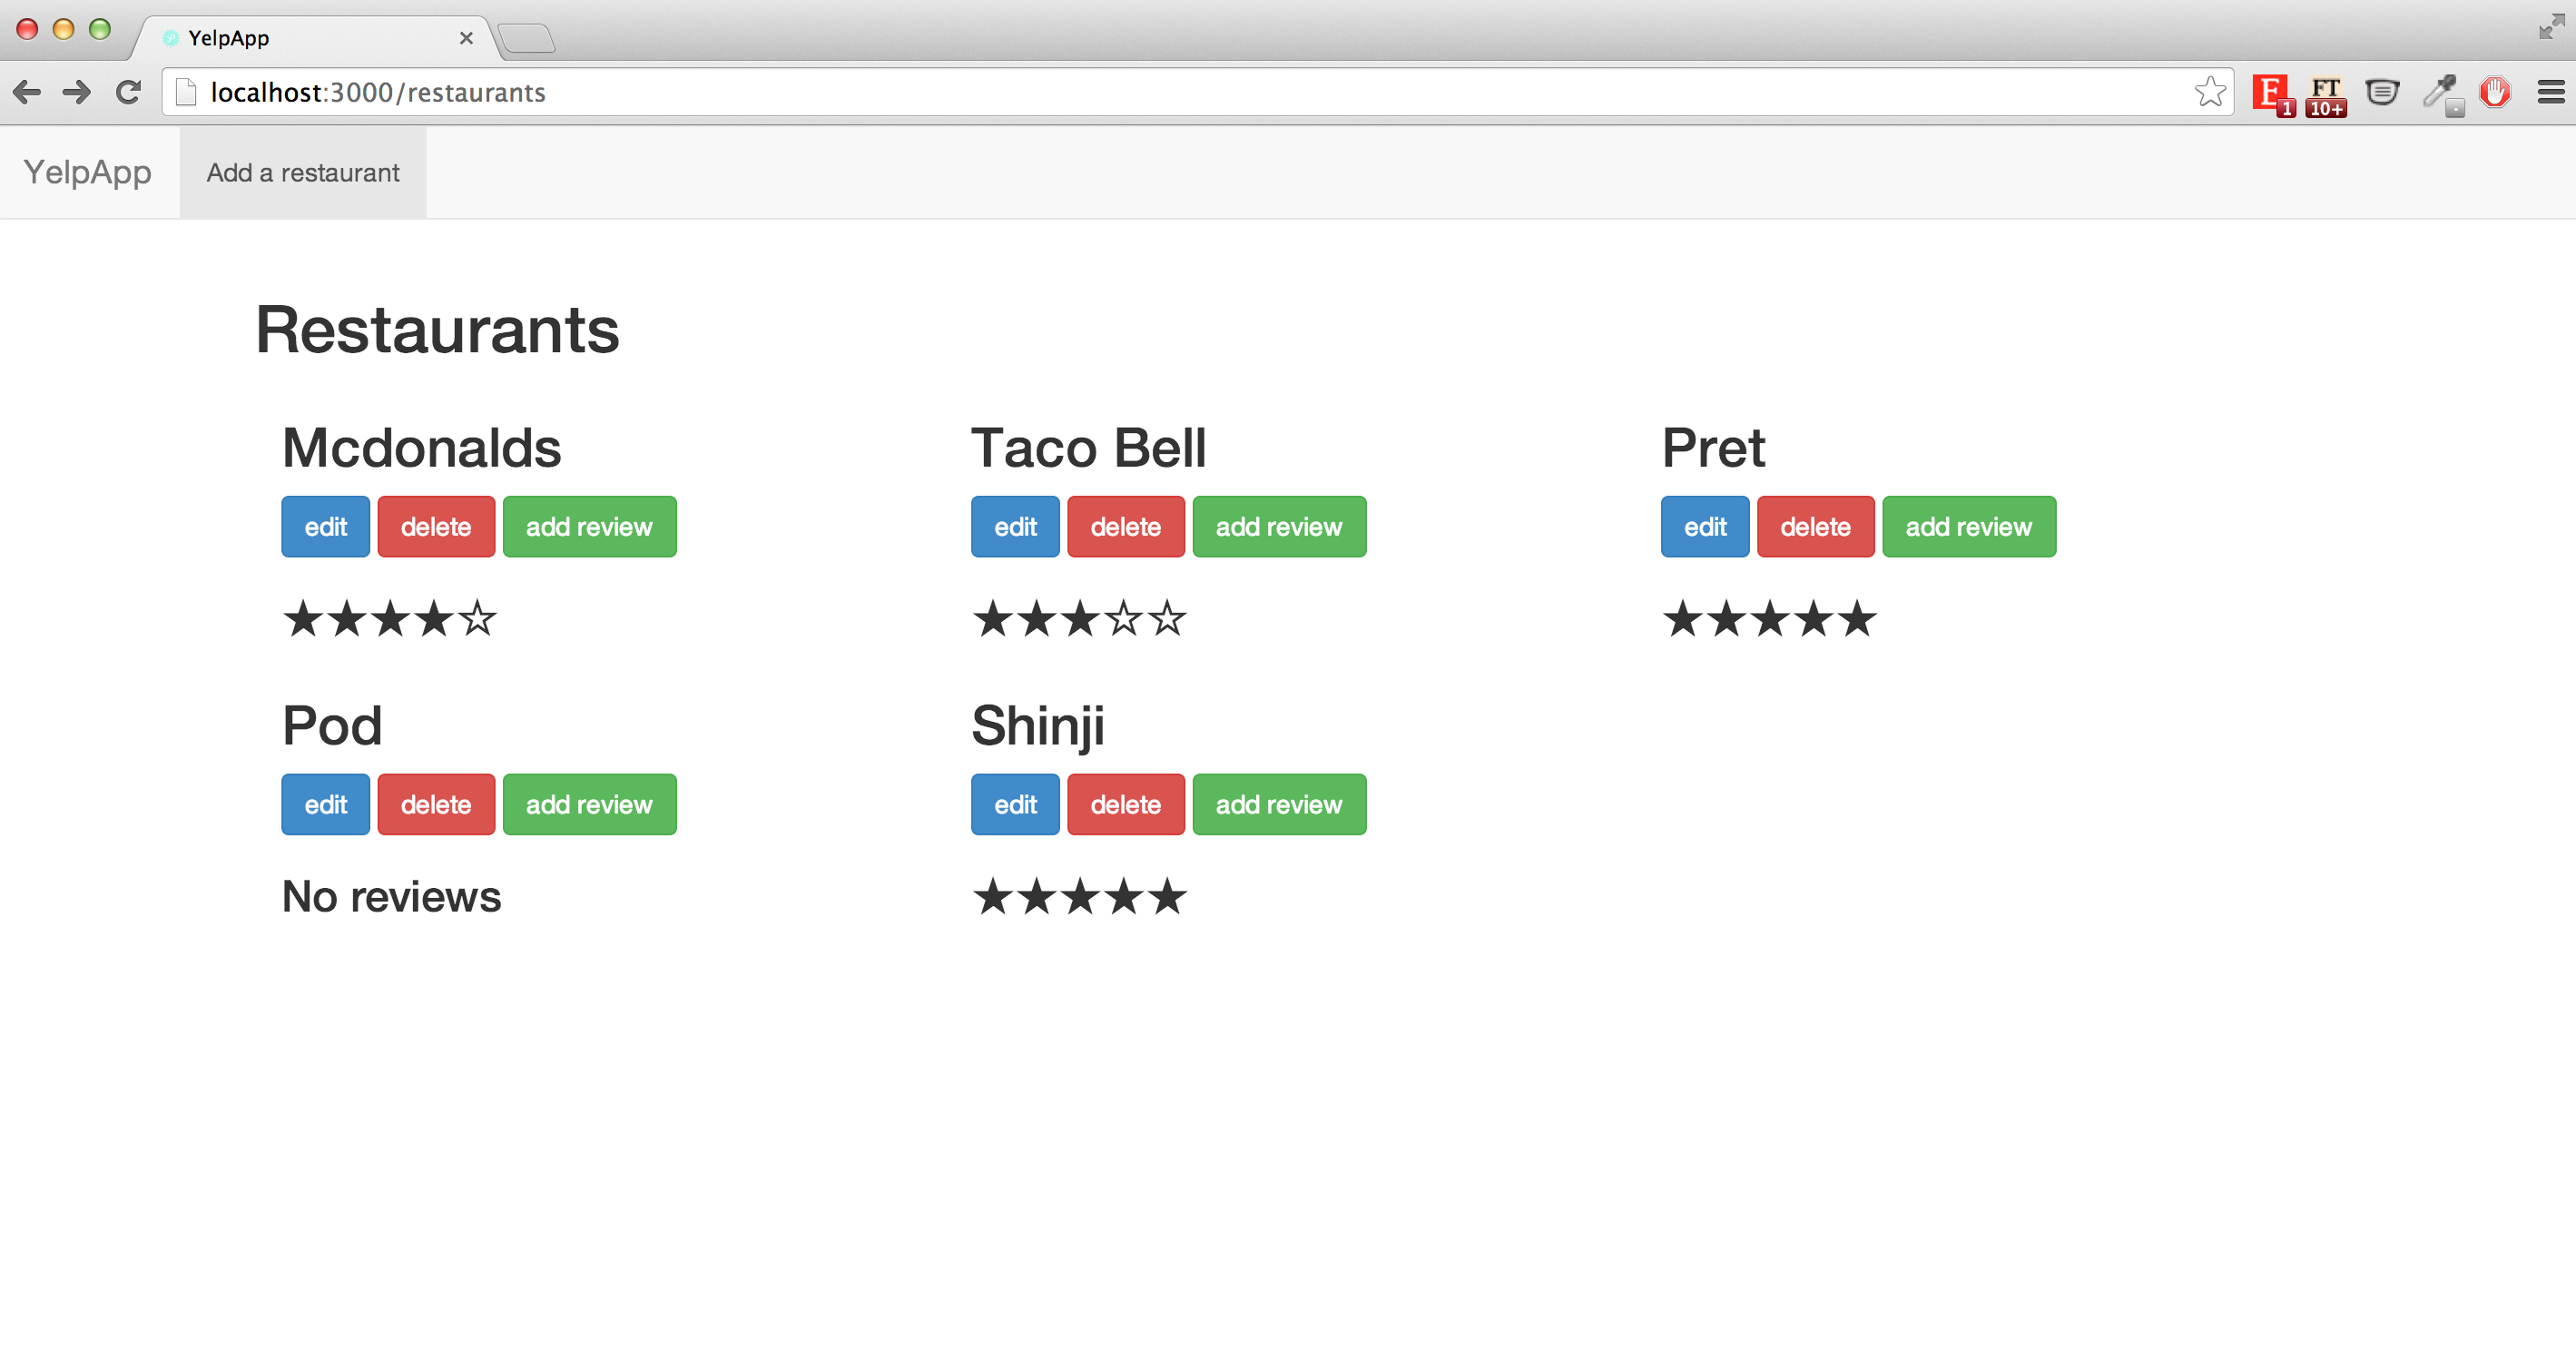 YelpApp
localhost:3000/restaurants
E 1 FT 10+
YelpApp Add a restaurant
Restaurants
Mcdonalds Taco Bell Pret
edit delete add review edit delete add review edit delete add review
★★★★☆ ★★★☆☆ ★★★★★
Pod Shinji
edit delete add review edit delete add review
No reviews ★★★★★